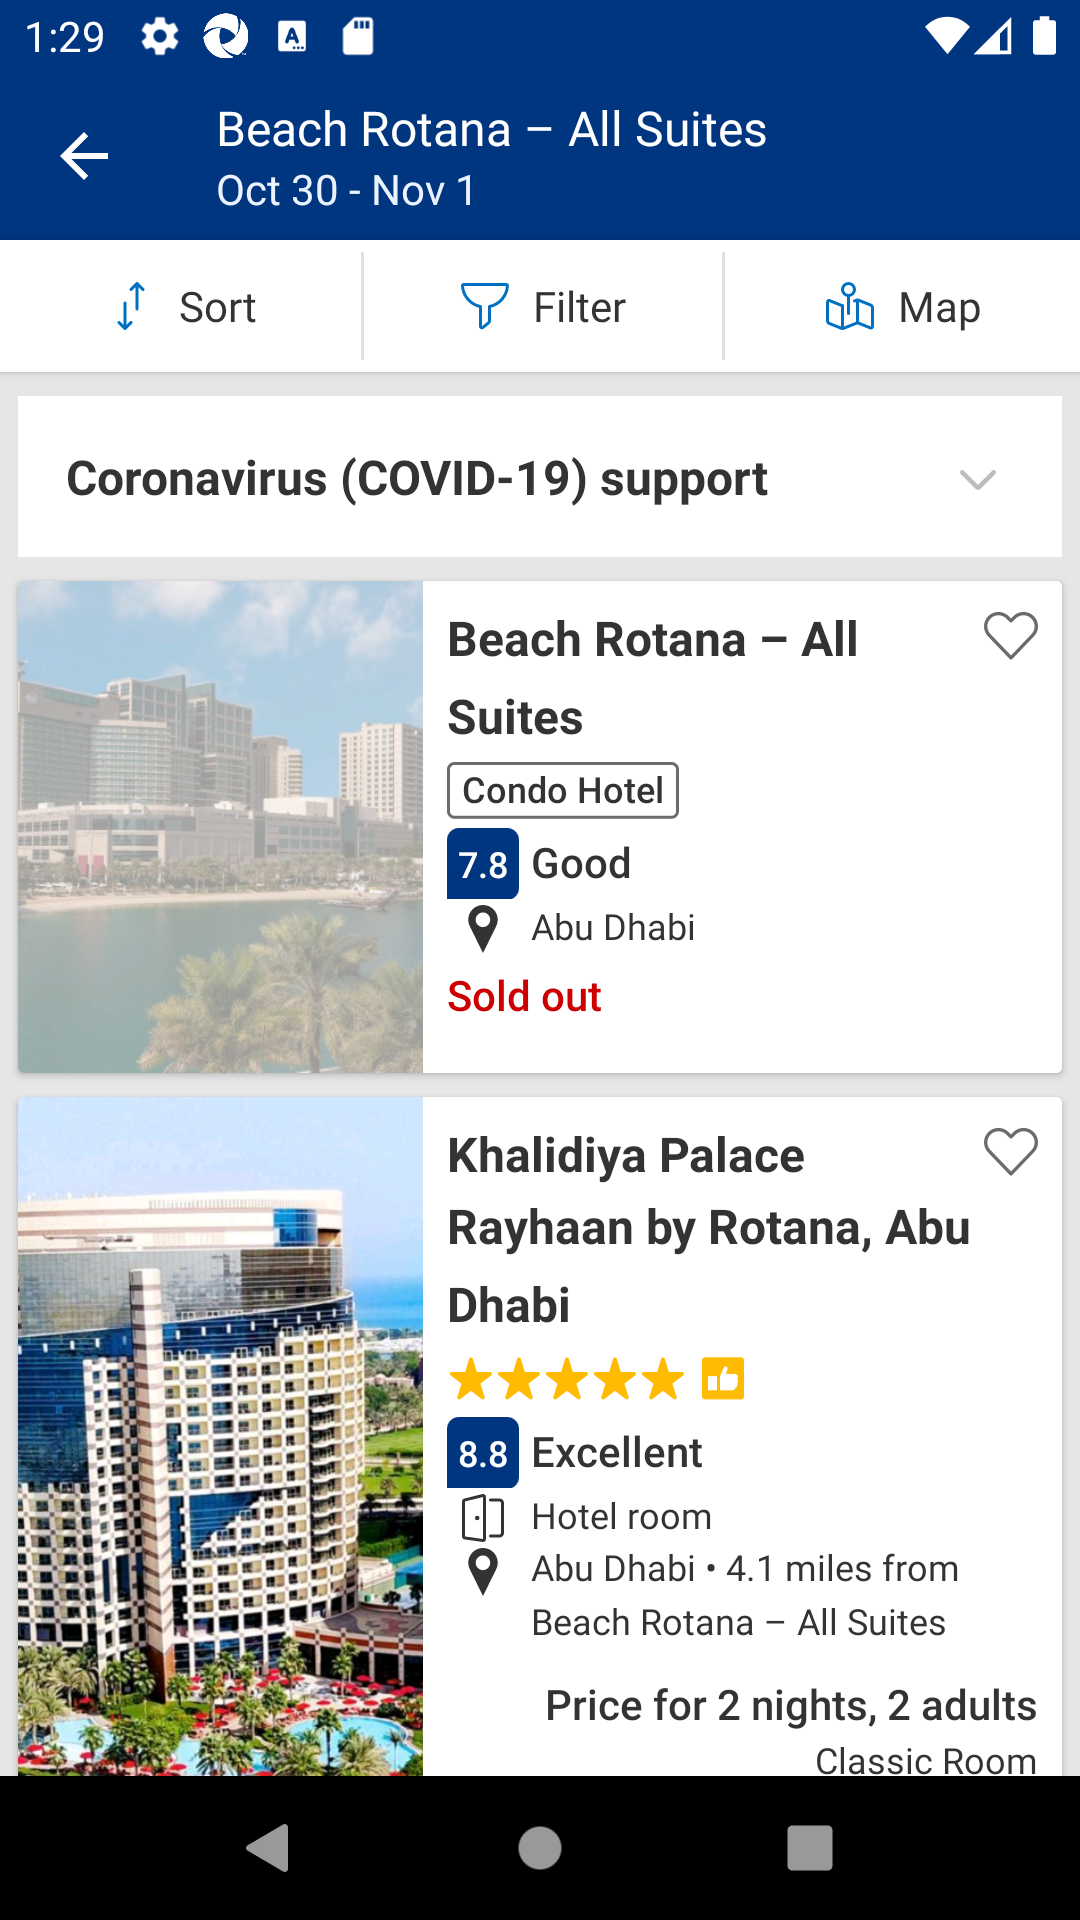 1:29
Beach Rotana – All Suites
Oct 30 - Nov 1
Sort
Filter
Map
Coronavirus (COVID-19) support
Beach Rotana – All
Suites
Condo Hotel
7.8 Good
Abu Dhabi
Sold out
Khalidiya Palace
Rayhaan by Rotana, Abu
Dhabi
8.8 Excellent
Hotel room
Abu Dhabi • 4.1 miles from
Beach Rotana – All Suites
Price for 2 nights, 2 adults
Classic Room